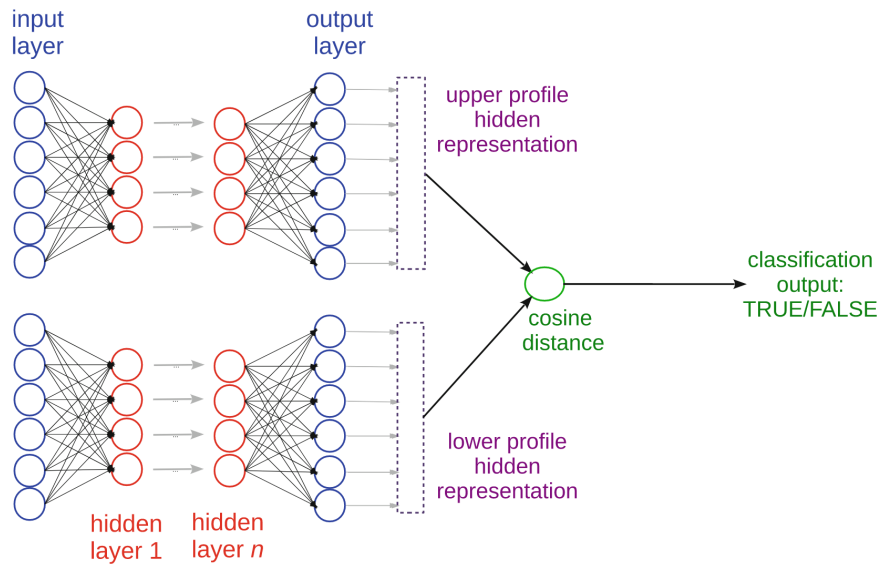 input
layer
output
layer
upper profile
hidden
representation
...
...
...
...
classification
output:
TRUE/FALSE
cosine
distance
...
...
...
...
lower profile
hidden
representation
hidden
layer 1
hidden
layer n